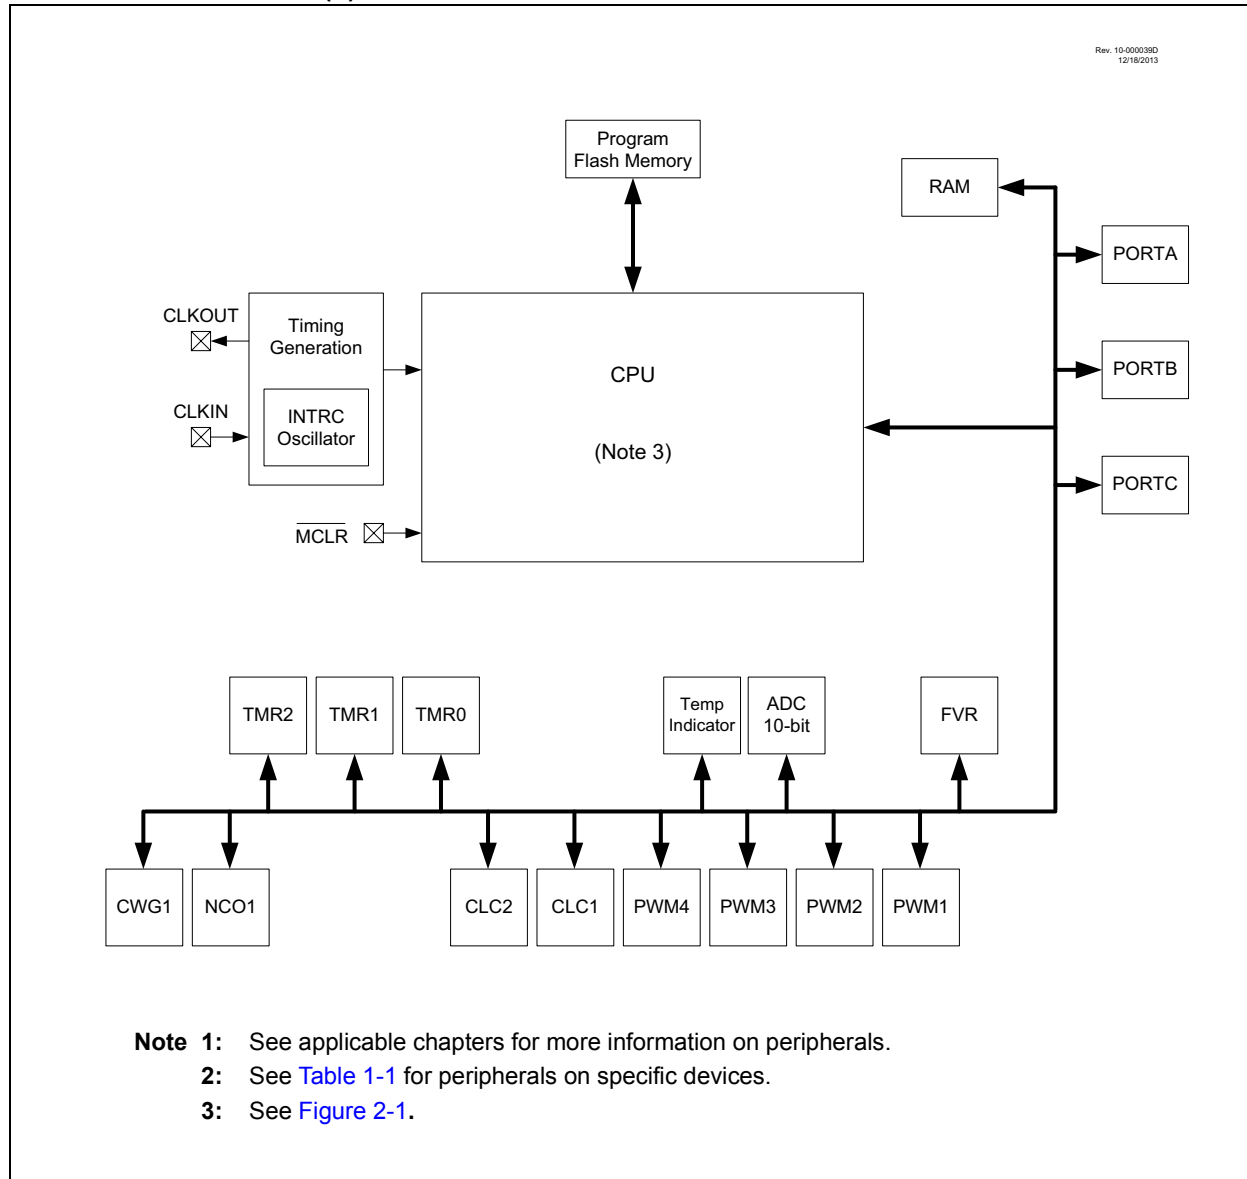 Rev. 10-000039D
12/18/2013
Program
Flash Memory
RAM
PORTA
CLKOUT
Timing
Generation
PORTB
CPU
CLKIN
INTRC
Oscillator
(Note 3)
PORTC
MCLR
TMR2
TMR1
TMR0
Temp
Indicator
ADC
10-bit
FVR
CWG1
NCO1
CLC2
CLC1
PWM4
PWM3
PWM2
PWM1
Note 1: See applicable chapters for more information on peripherals.
2: See Table 1-1 for peripherals on specific devices.
3: See Figure 2-1.